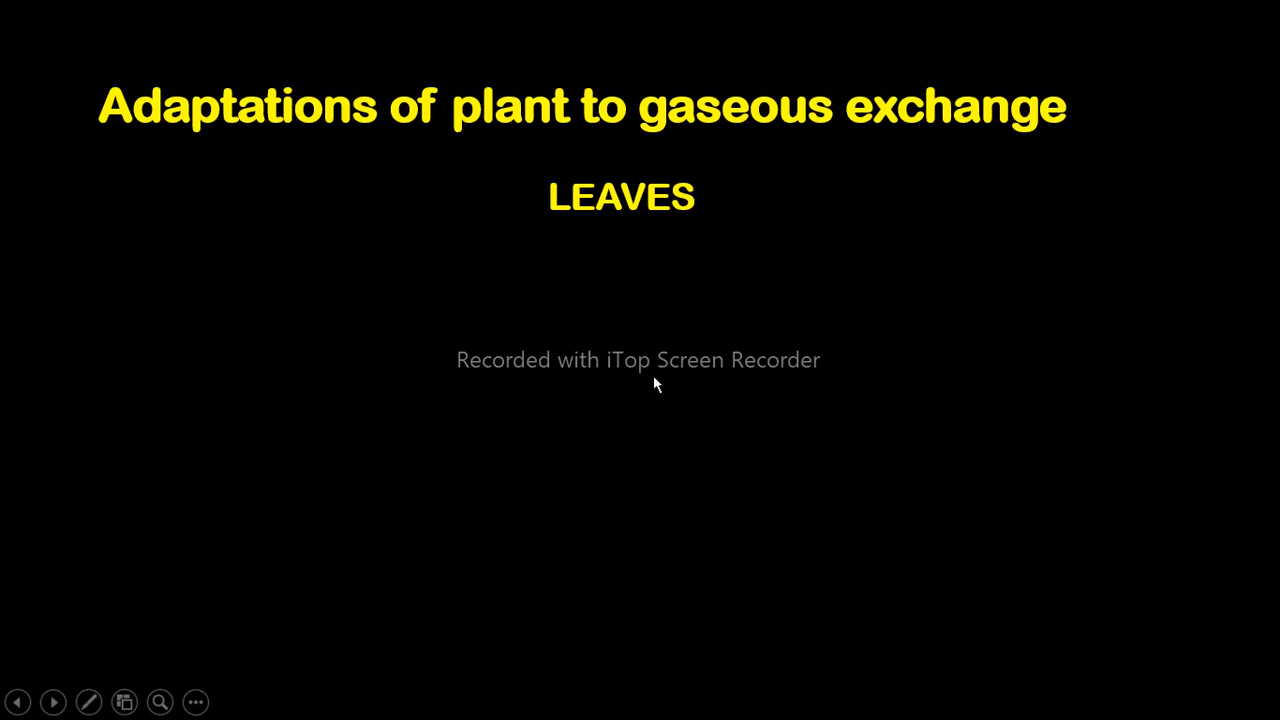 Adaptations of plant to gaseous exchange
LEAVES
Recorded with iTop Screen Recorder